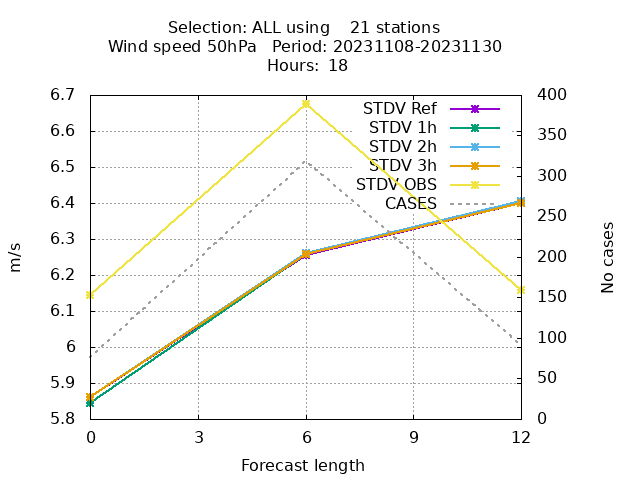 Selection: ALL using    21 stations
Wind speed 50hPa   Period: 20231108-20231130
Hours:  18
6.7
6.6
6.5
6.4
6.3
6.2
6.1
6
5.9
5.8
m/s
STDV Ref
STDV 1h
STDV 2h
STDV 3h
STDV OBS
CASES
400
350
300
250
200
150
100
50
0
No cases
0 3 6 9 12
Forecast length